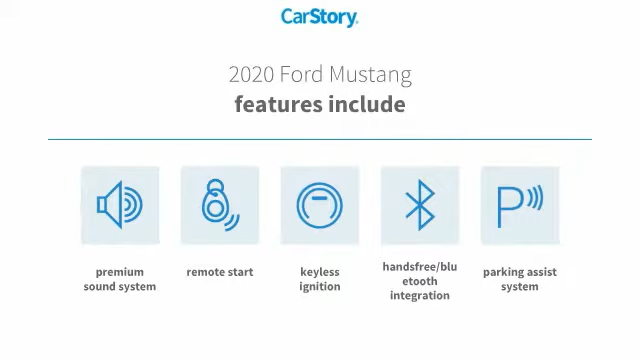 CarStory.
2020 Ford Mustang
features include
premium
sound system
remote start
keyless
ignition
handsfree/blu
etooth
integration
parking assist
system